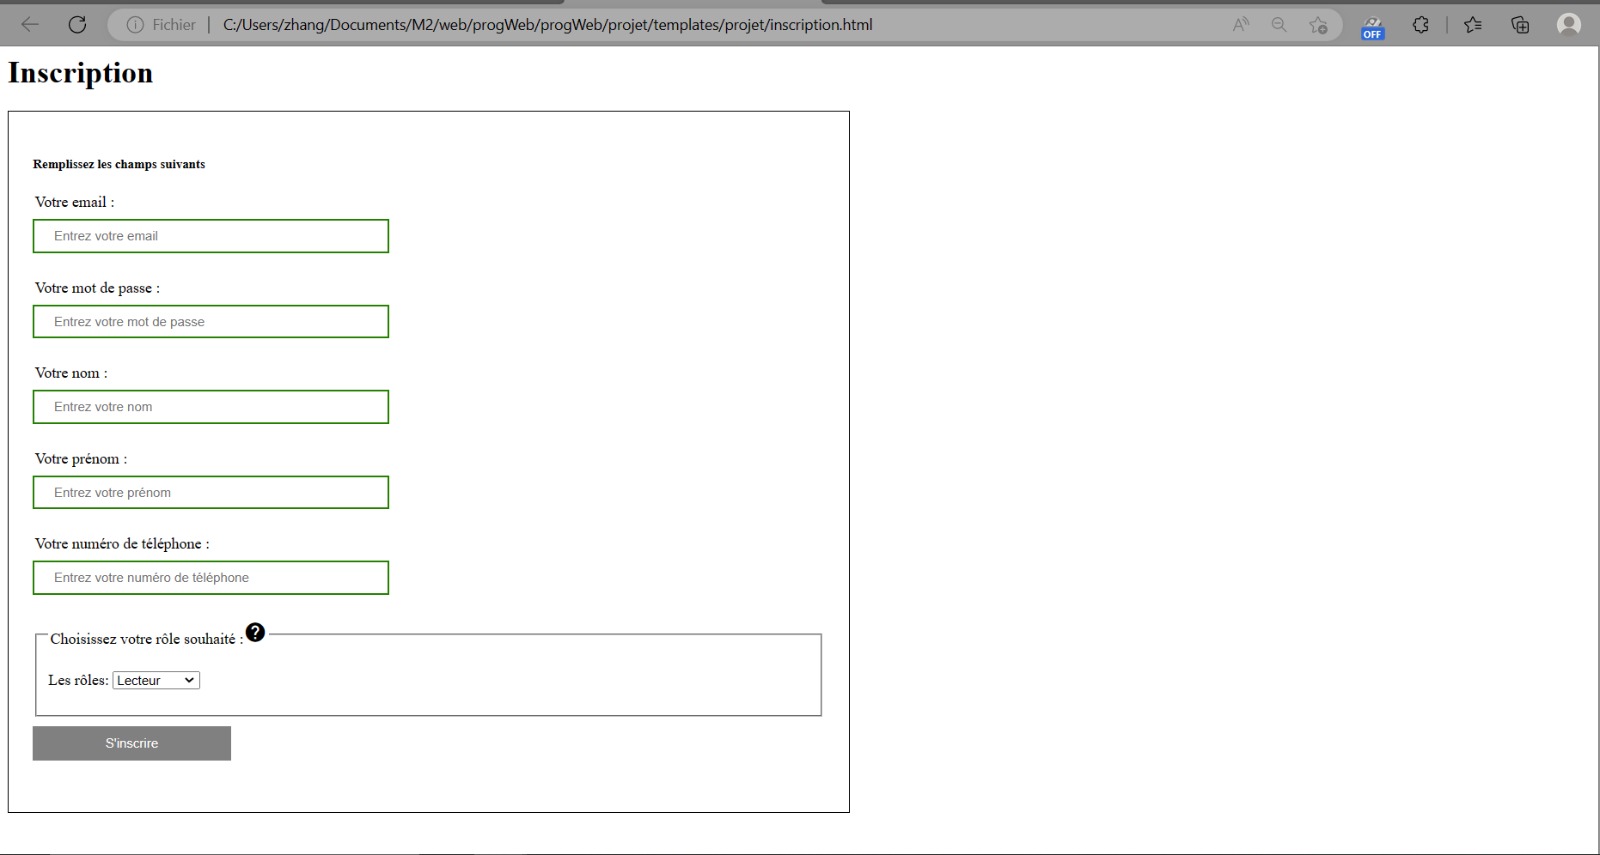 Fichier | C:/Users/zhang/Documents/M2/web/progWeb/progWeb/projet/templates/projet/inscription.html
OFF
Inscription
Remplissez les champs suivants
Votre email :
Entrez votre email
Votre mot de passe :
Entrez votre mot de passe
Votre nom :
Entrez votre nom
Votre prénom :
Entrez votre prénom
Votre numéro de téléphone :
Entrez votre numéro de téléphone
Choisissez votre rôle souhaité : ?
Les rôles: Lecteur
S'inscrire